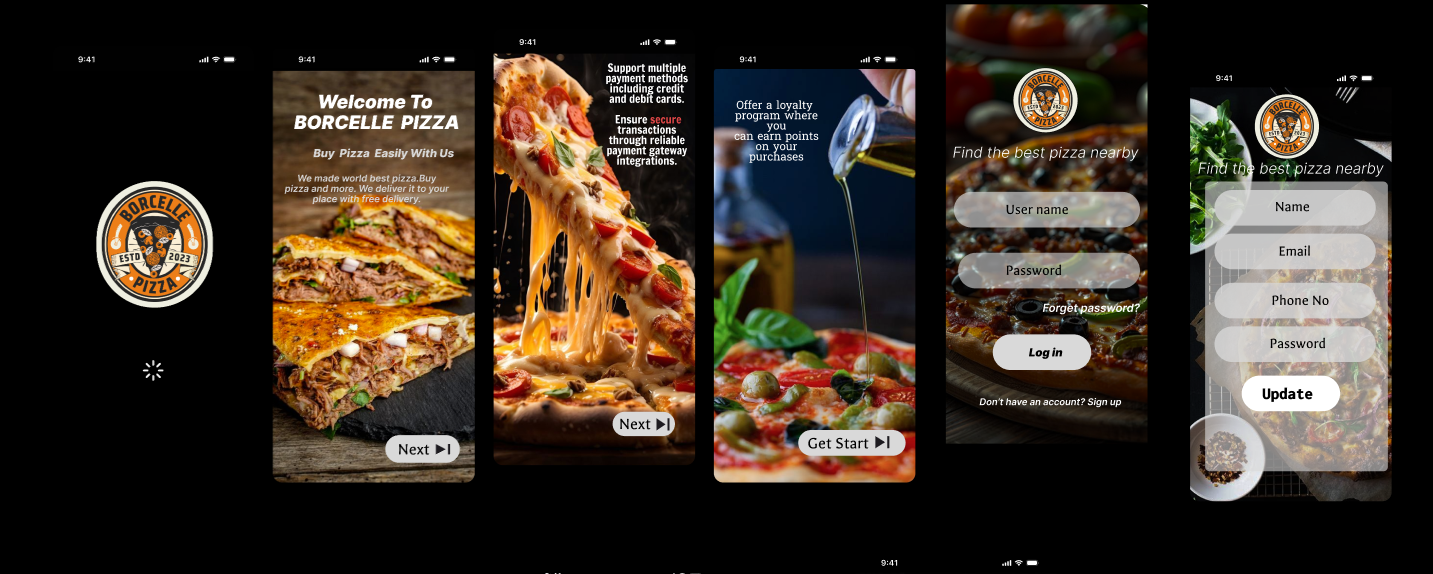 9:41
BORCELLE
ESTD 2023
PIZZA
9:41
Welcome To
BORCELLE PIZZA
Buy Pizza Easily With Us
We made world best pizza.Buy
pizza and more. We deliver it to your
place with free delivery.
Next
9:41
Support multiple
payment methods
including credit
and debit cards.
Ensure secure
transactions
through reliable
payment gateway
integrations.
Next
9:41
Offer a loyalty
program where
you
can earn points
on your
purchases
Get Start
BORCELLE
ESTD 2023
PIZZA
Find the best pizza nearby
User name
Password
Forget password?
Log in
Don't have an account? Sign up
9:41
BORCELLE
ESTD 2023
PIZZA
Find the best pizza nearby
Name
Email
Phone No
Password
Update
9:41